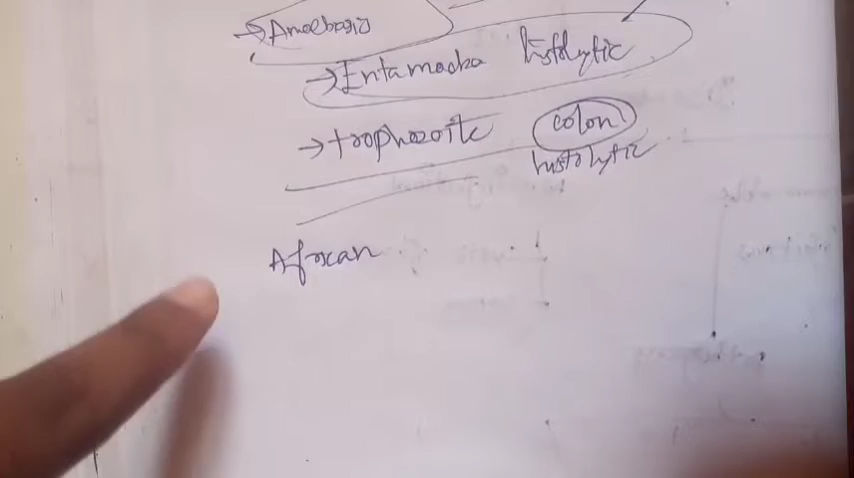 →Amoebasis
→Entamoeba histolytic
→trophozoite colon
histolytic
African